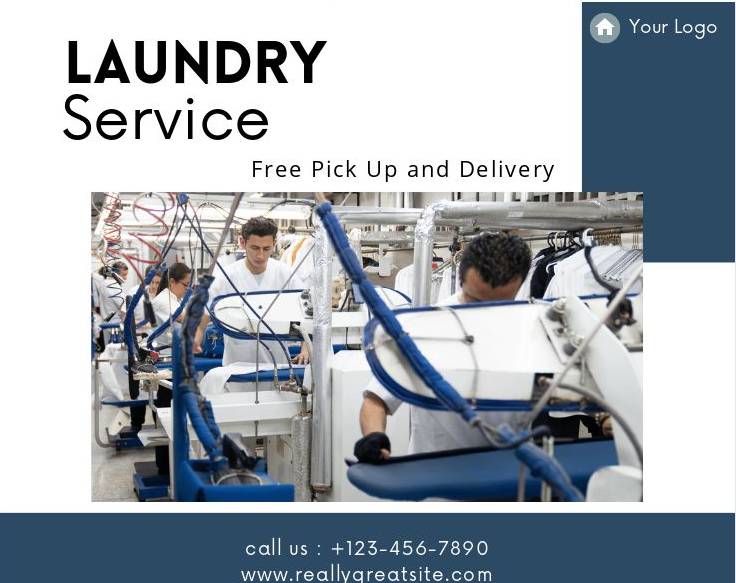 Your Logo
LAUNDRY
Service
Free Pick Up and Delivery
call us : +123-456-7890
www.reallygreatsite.com